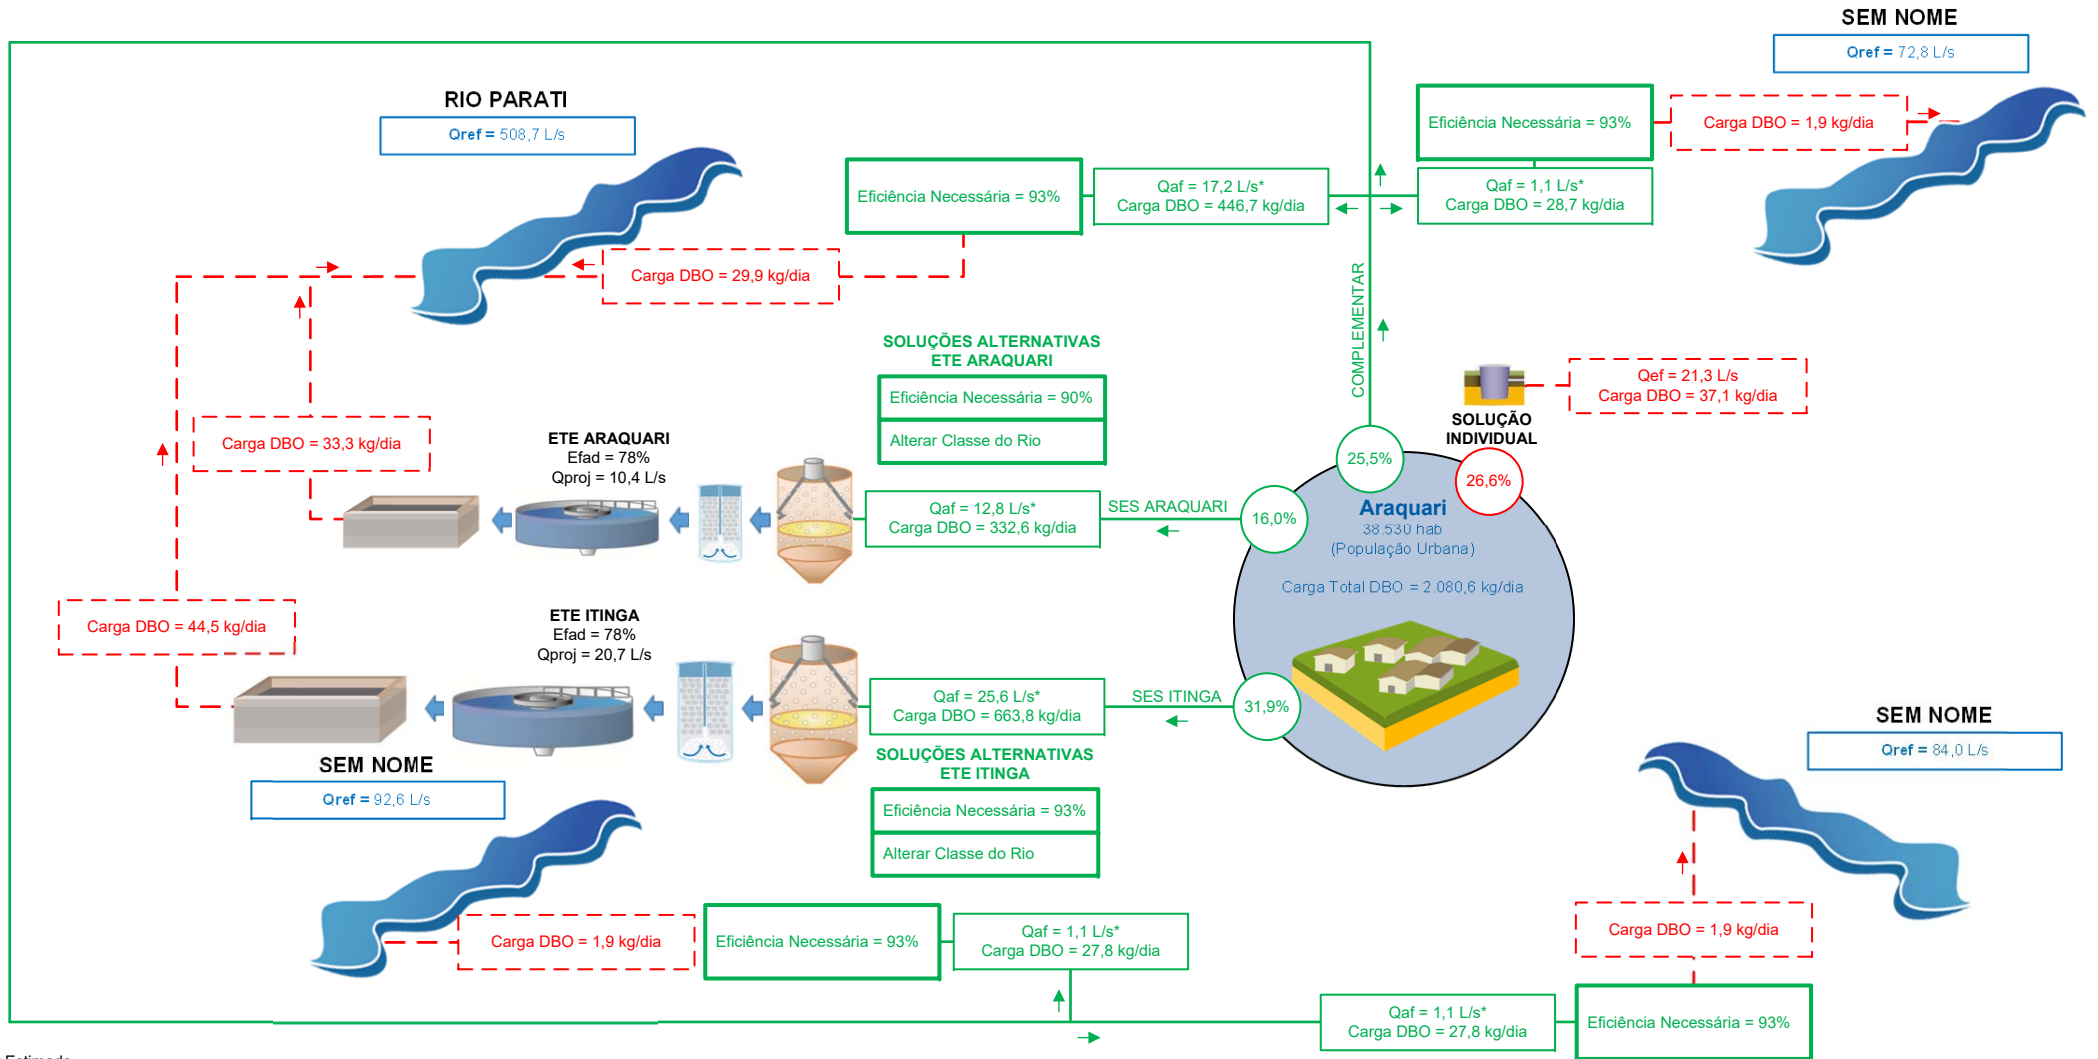 SEM NOME
Qref = 72,8 L/s
RIO PARATI
Qref = 508,7 L/s
Eficiência Necessária = 93%
Carga DBO = 1,9 kg/dia
Eficiência Necessária = 93%
Qaf = 17,2 L/s*
Carga DBO = 446,7 kg/dia
Qaf = 1,1 L/s*
Carga DBO = 28,7 kg/dia
Carga DBO = 29,9 kg/dia
COMPLEMENTAR
SOLUÇÕES ALTERNATIVAS
ETE ARAQUARI
Eficiência Necessária = 90%
Alterar Classe do Rio
Qef = 21,3 L/s
Carga DBO = 37,1 kg/dia
SOLUÇÃO
INDIVIDUAL
Carga DBO = 33,3 kg/dia
ETE ARAQUARI
Efad = 78%
Qproj = 10,4 L/s
25,5%
26,6%
Qaf = 12,8 L/s*
Carga DBO = 332,6 kg/dia
SES ARAQUARI
16,0%
Araquari
38.530 hab
(População Urbana)
Carga Total DBO = 2.080,6 kg/dia
Carga DBO = 44,5 kg/dia
ETE ITINGA
Efad = 78%
Qproj = 20,7 L/s
Qaf = 25,6 L/s*
Carga DBO = 663,8 kg/dia
SES ITINGA
31,9%
SOLUÇÕES ALTERNATIVAS
ETE ITINGA
Eficiência Necessária = 93%
Alterar Classe do Rio
SEM NOME
Qref = 92,6 L/s
SEM NOME
Qref = 84,0 L/s
Carga DBO = 1,9 kg/dia
Eficiência Necessária = 93%
Qaf = 1,1 L/s*
Carga DBO = 27,8 kg/dia
Carga DBO = 1,9 kg/dia
Qaf = 1,1 L/s*
Carga DBO = 27,8 kg/dia
Eficiência Necessária = 93%